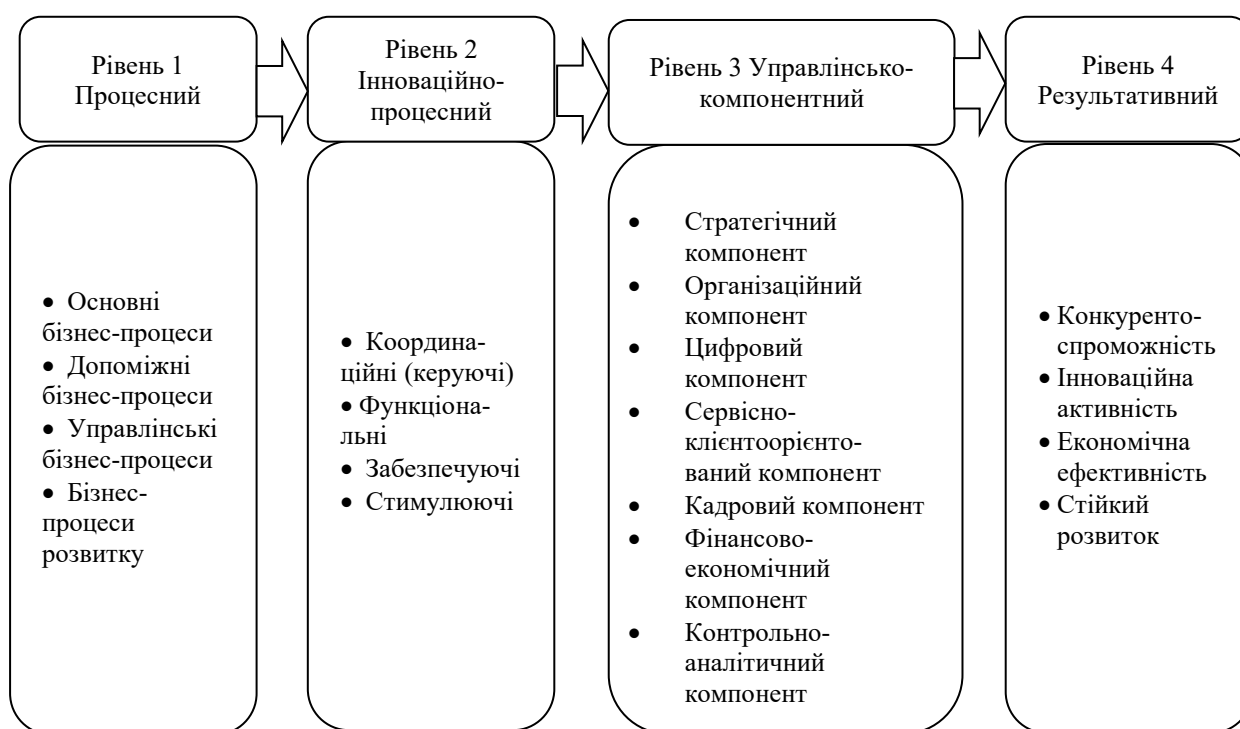 Рівень 1
Процесний
Рівень 2
Інноваційно-
процесний
Рівень 3 Управлінсько-
компонентний
Рівень 4
Результативний
• Основні
бізнес-процеси
• Допоміжні
бізнес-процеси
• Управлінські
бізнес-процеси
• Бізнес-
процеси
розвитку
• Координа-
ційні (керуючі)
• Функціона-
льні
• Забезпечуючі
• Стимулюючі
• Стратегічний
компонент
• Організаційний
компонент
• Цифровий
компонент
• Сервісно-
клієнтоорієнто-
ваний компонент
• Кадровий компонент
• Фінансово-
економічний
компонент
• Контрольно-
аналітичний
компонент
• Конкуренто-
спроможність
• Інноваційна
активність
• Економічна
ефективність
• Стійкий
розвиток